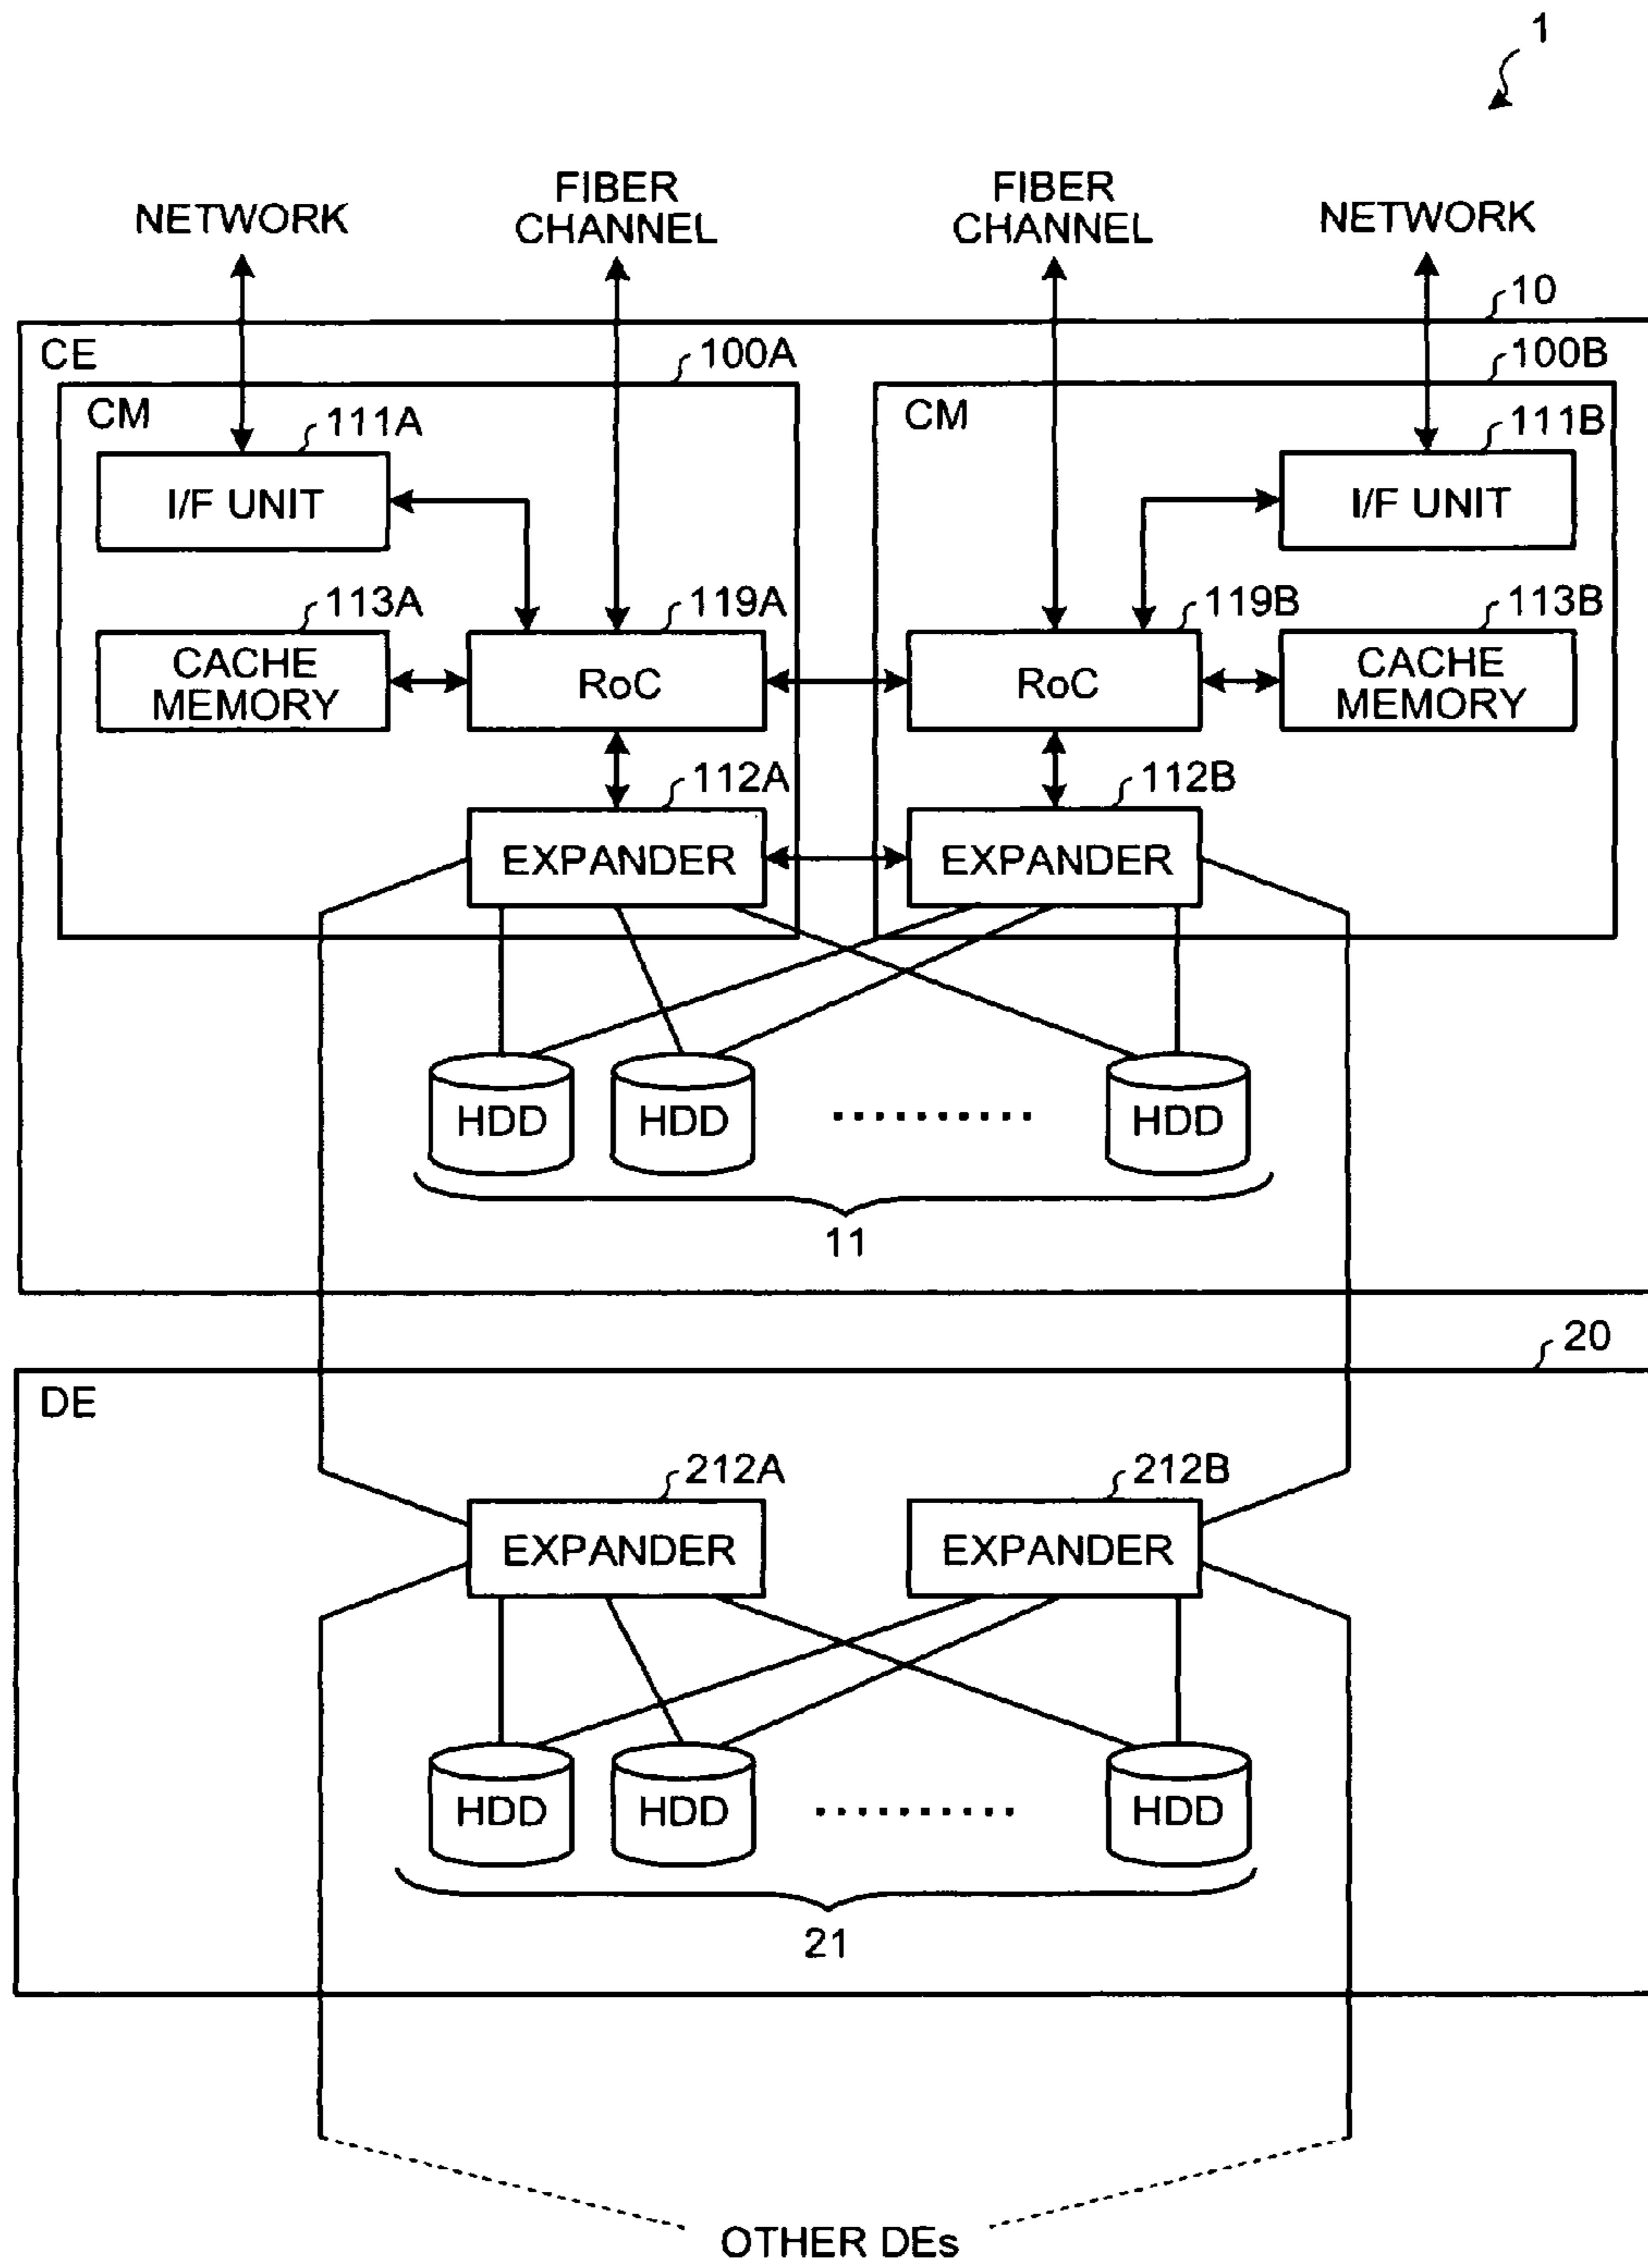 1
NETWORK
FIBER
CHANNEL
FIBER
CHANNEL
NETWORK
10
CE
100A
100B
CM
CM
111A
111B
I/F UNIT
I/F UNIT
113A
119A
119B
113B
CACHE
MEMORY
RoC
RoC
CACHE
MEMORY
112A
112B
EXPANDER
EXPANDER
HDD
HDD
..........
HDD
11
20
DE
212A
212B
EXPANDER
EXPANDER
HDD
HDD
..........
HDD
21
OTHER DEs